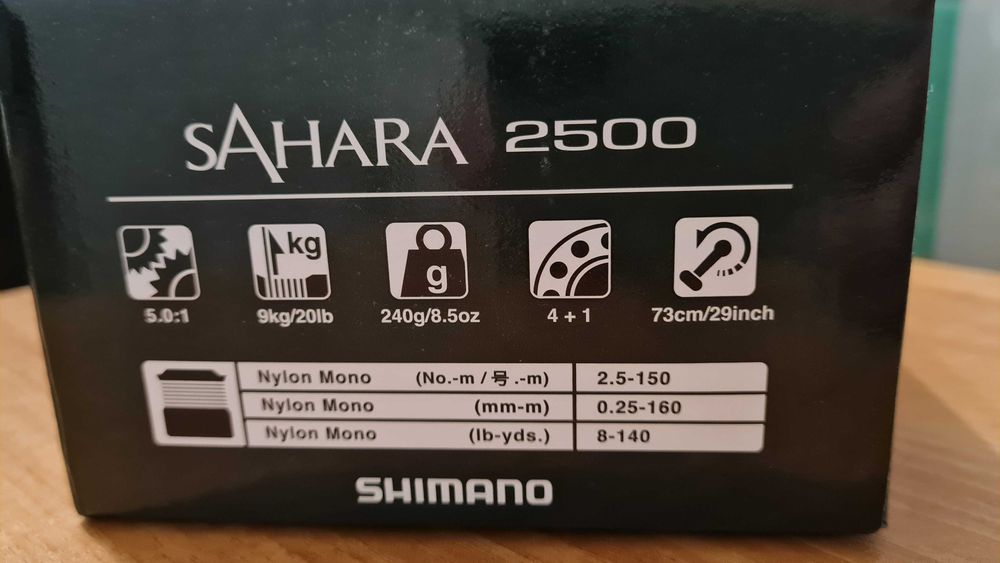 SAHARA 2500
kg
g
5.0:1 9kg/20lb 240g/8.5oz 4 + 1 73cm/29inch
Nylon Mono (No.-m / 号 .-m) 2.5-150
Nylon Mono (mm-m) 0.25-160
Nylon Mono (lb-yds.) 8-140
SHIMANO